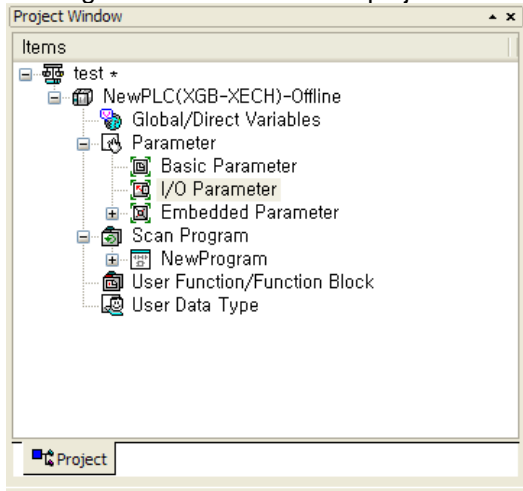 Project Window
Items
test *
NewPLC(XGB-XECH)-Offline
Global/Direct Variables
Parameter
Basic Parameter
I/O Parameter
Embedded Parameter
Scan Program
NewProgram
User Function/Function Block
User Data Type
Project